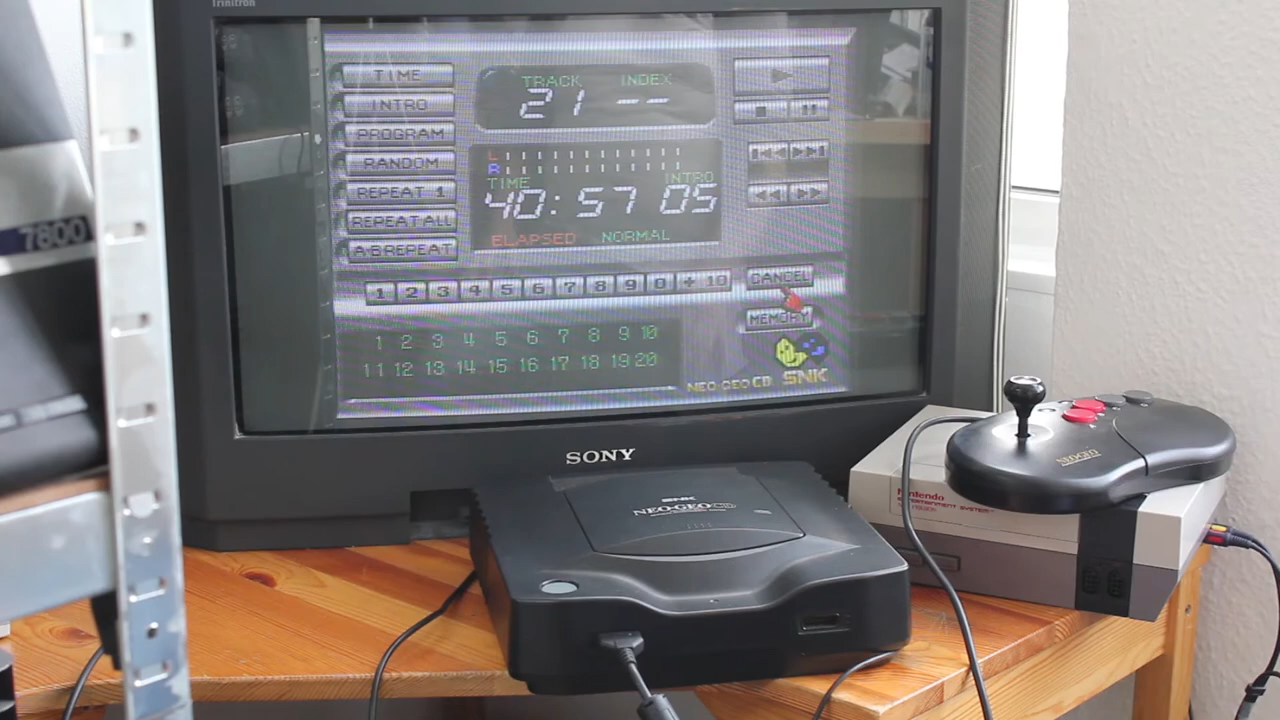 Trinitron
TIME
INTRO
PROGRAM
RANDOM
REPEAT 1
REPEAT ALL
A-B REPEAT
TRACK INDEX
21 --
L
R
TIME INTRO
40:57 05
ELAPSED NORMAL
1 2 3 4 5 6 7 8 9 0 + 10
CANCEL
MEMORY
1 2 3 4 5 6 7 8 9 10
11 12 13 14 15 16 17 18 19 20
NEO·GEO CD SNK
7800
SONY
SNK
NEO·GEO CD
NEO·GEO
Nintendo
ENTERTAINMENT SYSTEM